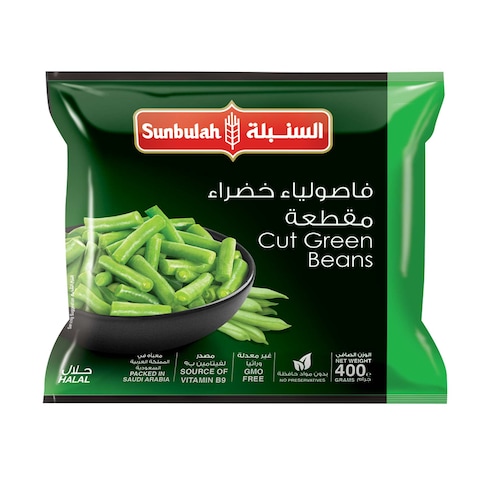 Sunbulah السنبلة
فاصولياء خضراء
مقطعة
Cut Green
Beans
معبأة في
المملكة العربية
السعودية
PACKED IN
SAUDI ARABIA
مصدر
لفيتامين ب٩
SOURCE OF
VITAMIN B9
غير معدلة
وراثيا
GMO
FREE
بدون مواد حافظة
NO PRESERVATIVES
الوزن الصافي
NET WEIGHT
400 جرام
GRAMS
حلال
HALAL